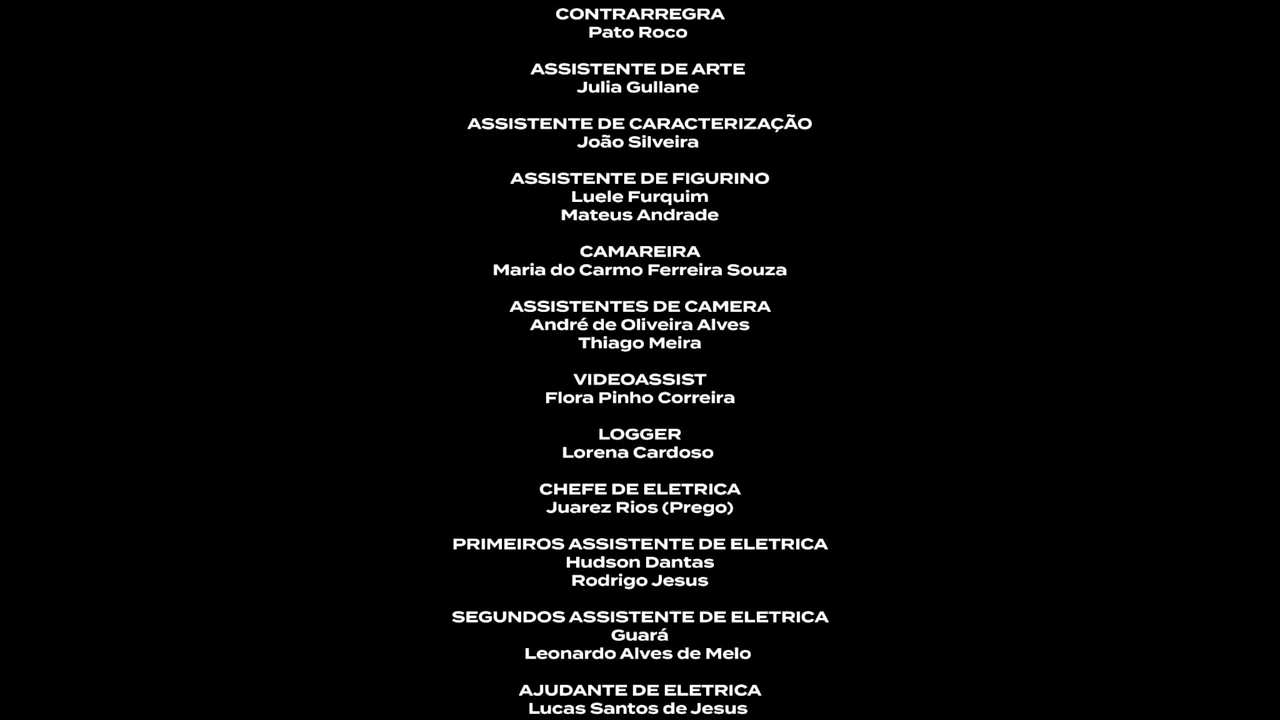 CONTRARREGRA
Pato Roco
ASSISTENTE DE ARTE
Julia Gullane
ASSISTENTE DE CARACTERIZAÇÃO
João Silveira
ASSISTENTE DE FIGURINO
Luele Furquim
Mateus Andrade
CAMAREIRA
Maria do Carmo Ferreira Souza
ASSISTENTES DE CAMERA
André de Oliveira Alves
Thiago Meira
VIDEOASSIST
Flora Pinho Correira
LOGGER
Lorena Cardoso
CHEFE DE ELETRICA
Juarez Rios (Prego)
PRIMEIROS ASSISTENTE DE ELETRICA
Hudson Dantas
Rodrigo Jesus
SEGUNDOS ASSISTENTE DE ELETRICA
Guará
Leonardo Alves de Melo
AJUDANTE DE ELETRICA
Lucas Santos de Jesus